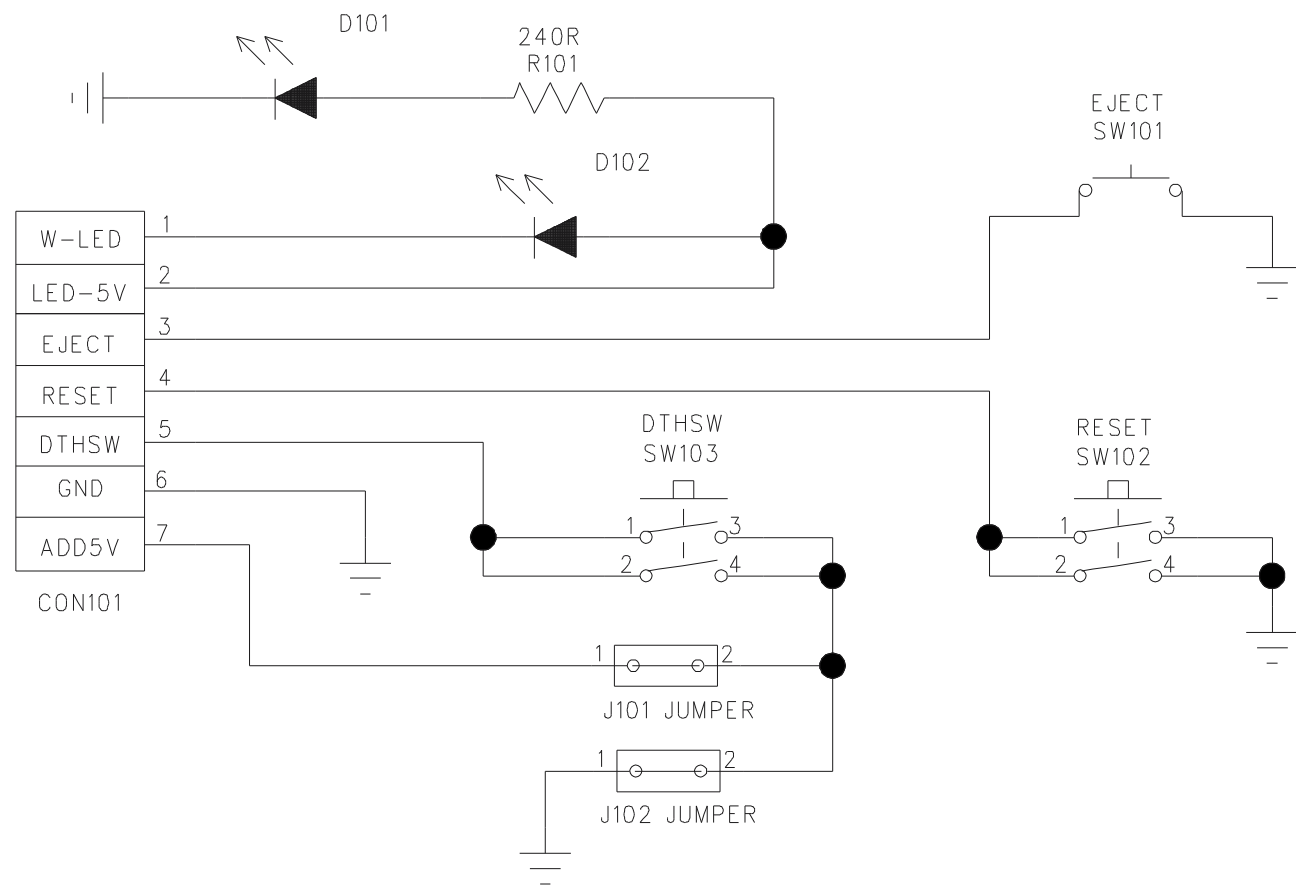 D101
240R
R101
EJECT
SW101
D102
W-LED 1
LED-5V 2
EJECT 3
RESET 4
DTHSW 5
GND 6
ADD5V 7
CON101
DTHSW
SW103
1 3
2 4
RESET
SW102
1 3
2 4
1 2
J101 JUMPER
1 2
J102 JUMPER